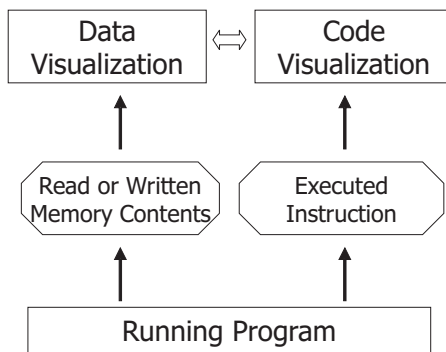 Data
Visualization
Code
Visualization
Read or Written
Memory Contents
Executed
Instruction
Running Program